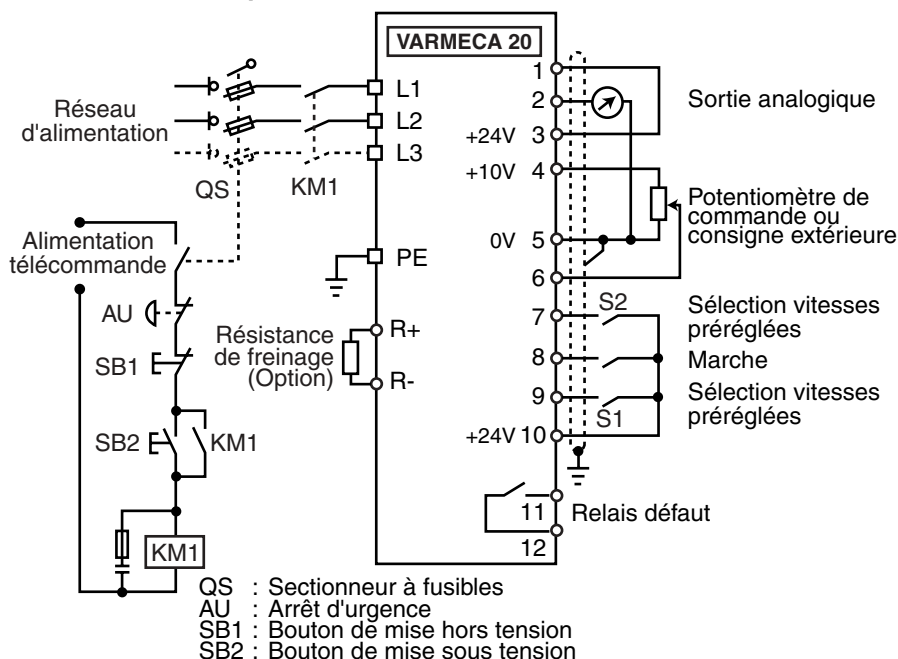 VARMECA 20
Réseau
d'alimentation
QS
KM1
L1
L2
L3
PE
R+
R-
Alimentation
télécommande
AU
SB1
SB2
KM1
KM1
Résistance
de freinage
(Option)
1
2
+24V 3
+10V 4
0V 5
6
7
8
9
+24V 10
11
12
Sortie analogique
Potentiomètre de
commande ou
consigne extérieure
S2
Sélection vitesses
préréglées
Marche
S1
Sélection vitesses
préréglées
Relais défaut
QS : Sectionneur à fusibles
AU : Arrêt d'urgence
SB1 : Bouton de mise hors tension
SB2 : Bouton de mise sous tension